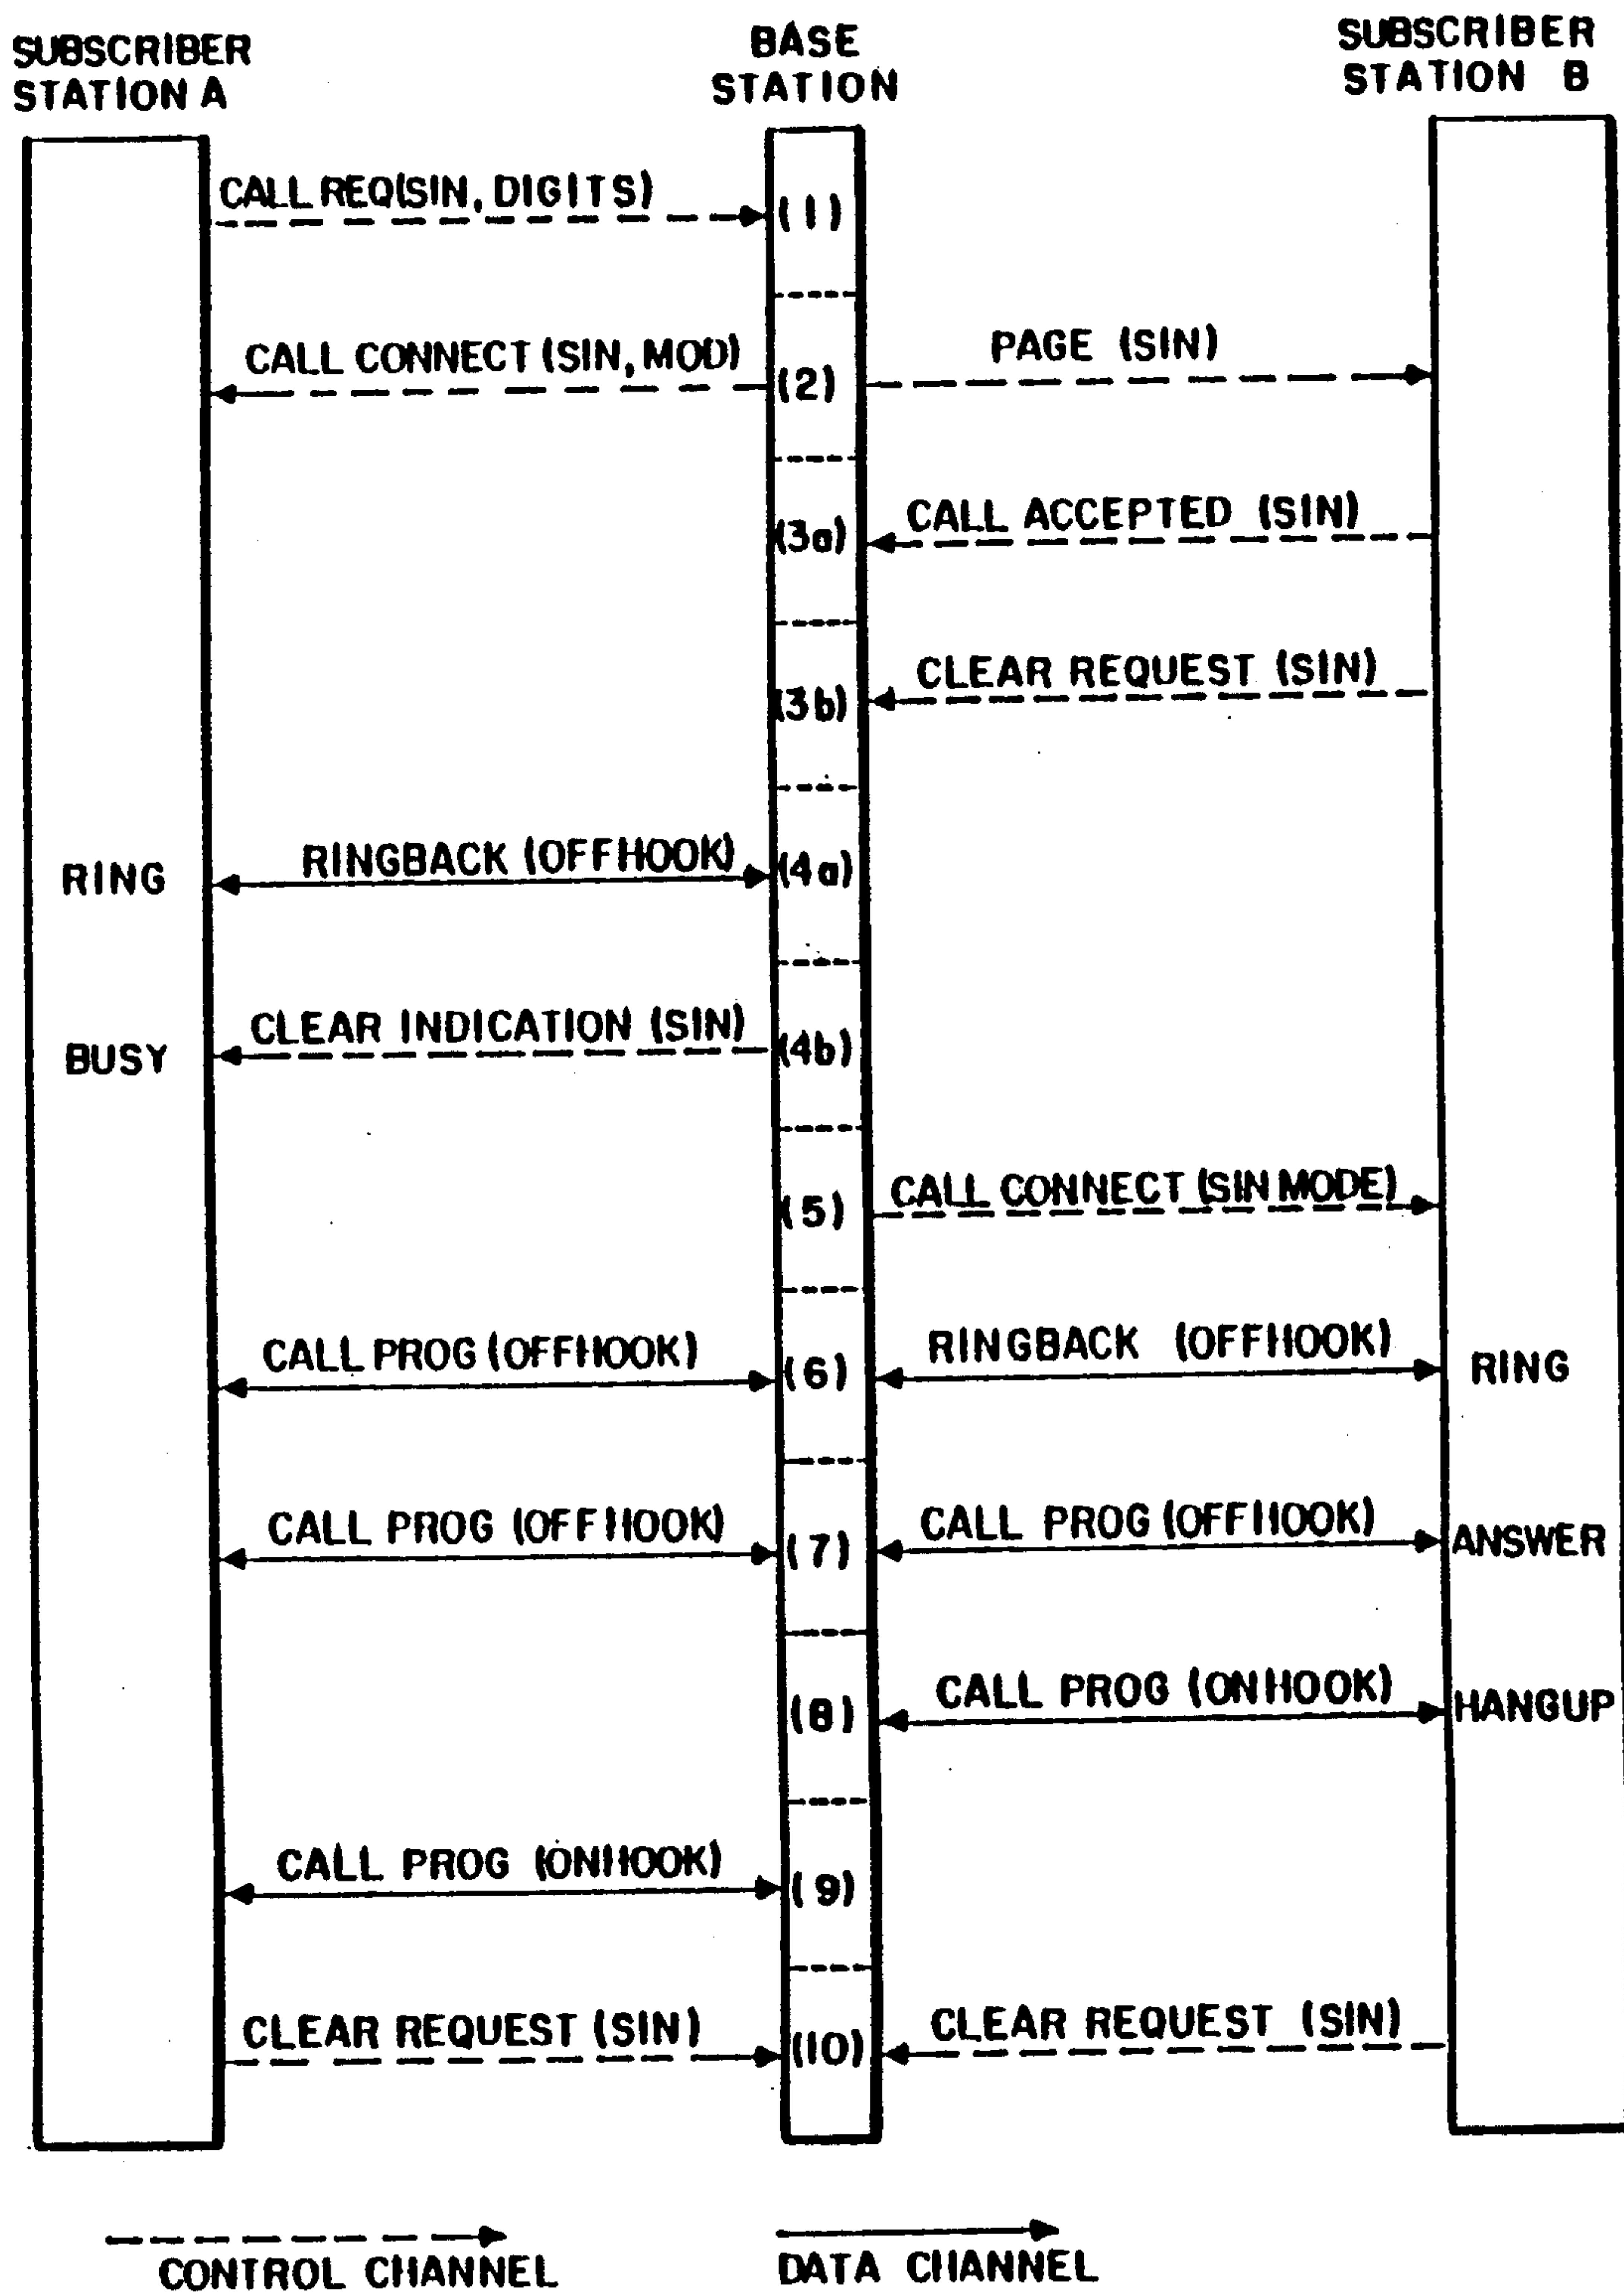 SUBSCRIBER
STATION A
BASE
STATION
SUBSCRIBER
STATION B
CALL REQ(SIN, DIGITS)
(1)
CALL CONNECT (SIN, MOD)
(2)
PAGE (SIN)
(3a)
CALL ACCEPTED (SIN)
(3b)
CLEAR REQUEST (SIN)
RING
RINGBACK (OFFHOOK)
(4a)
BUSY
CLEAR INDICATION (SIN)
(4b)
(5)
CALL CONNECT (SIN MODE)
CALL PROG (OFFHOOK)
(6)
RINGBACK (OFFHOOK)
RING
CALL PROG (OFFHOOK)
(7)
CALL PROG (OFFHOOK)
ANSWER
(8)
CALL PROG (ONHOOK)
HANGUP
CALL PROG (ONHOOK)
(9)
CLEAR REQUEST (SIN)
(10)
CLEAR REQUEST (SIN)
CONTROL CHANNEL
DATA CHANNEL